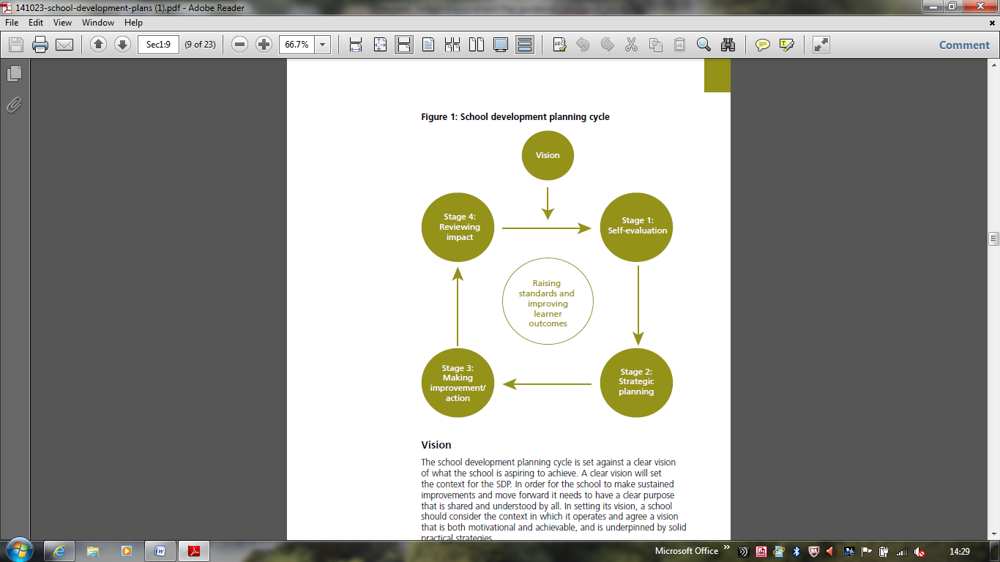 141023-school-development-plans (1).pdf - Adobe Reader
File Edit View Window Help
Sec1:9 (9 of 23) 66.7% Comment
Figure 1: School development planning cycle
Vision
Stage 4:
Reviewing
impact
Stage 1:
Self-evaluation
Raising
standards and
improving
learner
outcomes
Stage 3:
Making
improvement/
action
Stage 2:
Strategic
planning
Vision
The school development planning cycle is set against a clear vision
of what the school is aspiring to achieve. A clear vision will set
the context for the SDP. In order for the school to make sustained
improvements and move forward it needs to have a clear purpose
that is shared and understood by all. In setting its vision, a school
should consider the context in which it operates and agree a vision
that is both motivational and achievable, and is underpinned by solid
practical strategies.
Microsoft Office » 14:29